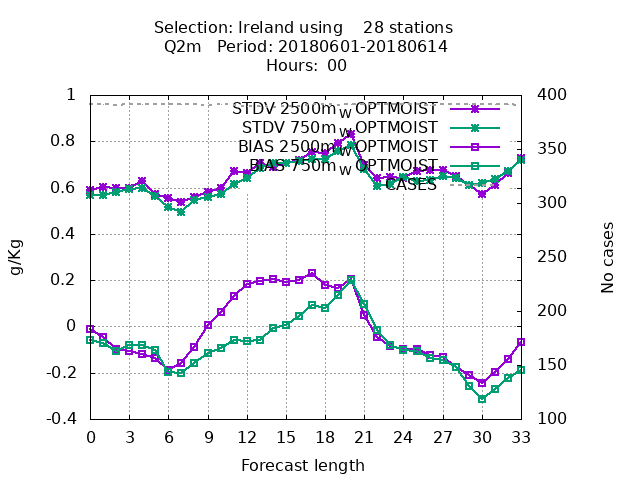 Selection: Ireland using    28 stations
Q2m   Period: 20180601-20180614
Hours:  00
STDV 2500m_w OPTMOIST
STDV 750m_w OPTMOIST
BIAS 2500m_w OPTMOIST
BIAS 750m_w OPTMOIST
CASES
1
0.8
0.6
0.4
0.2
0
-0.2
-0.4
g/Kg
400
350
300
250
200
150
100
No cases
0 3 6 9 12 15 18 21 24 27 30 33
Forecast length